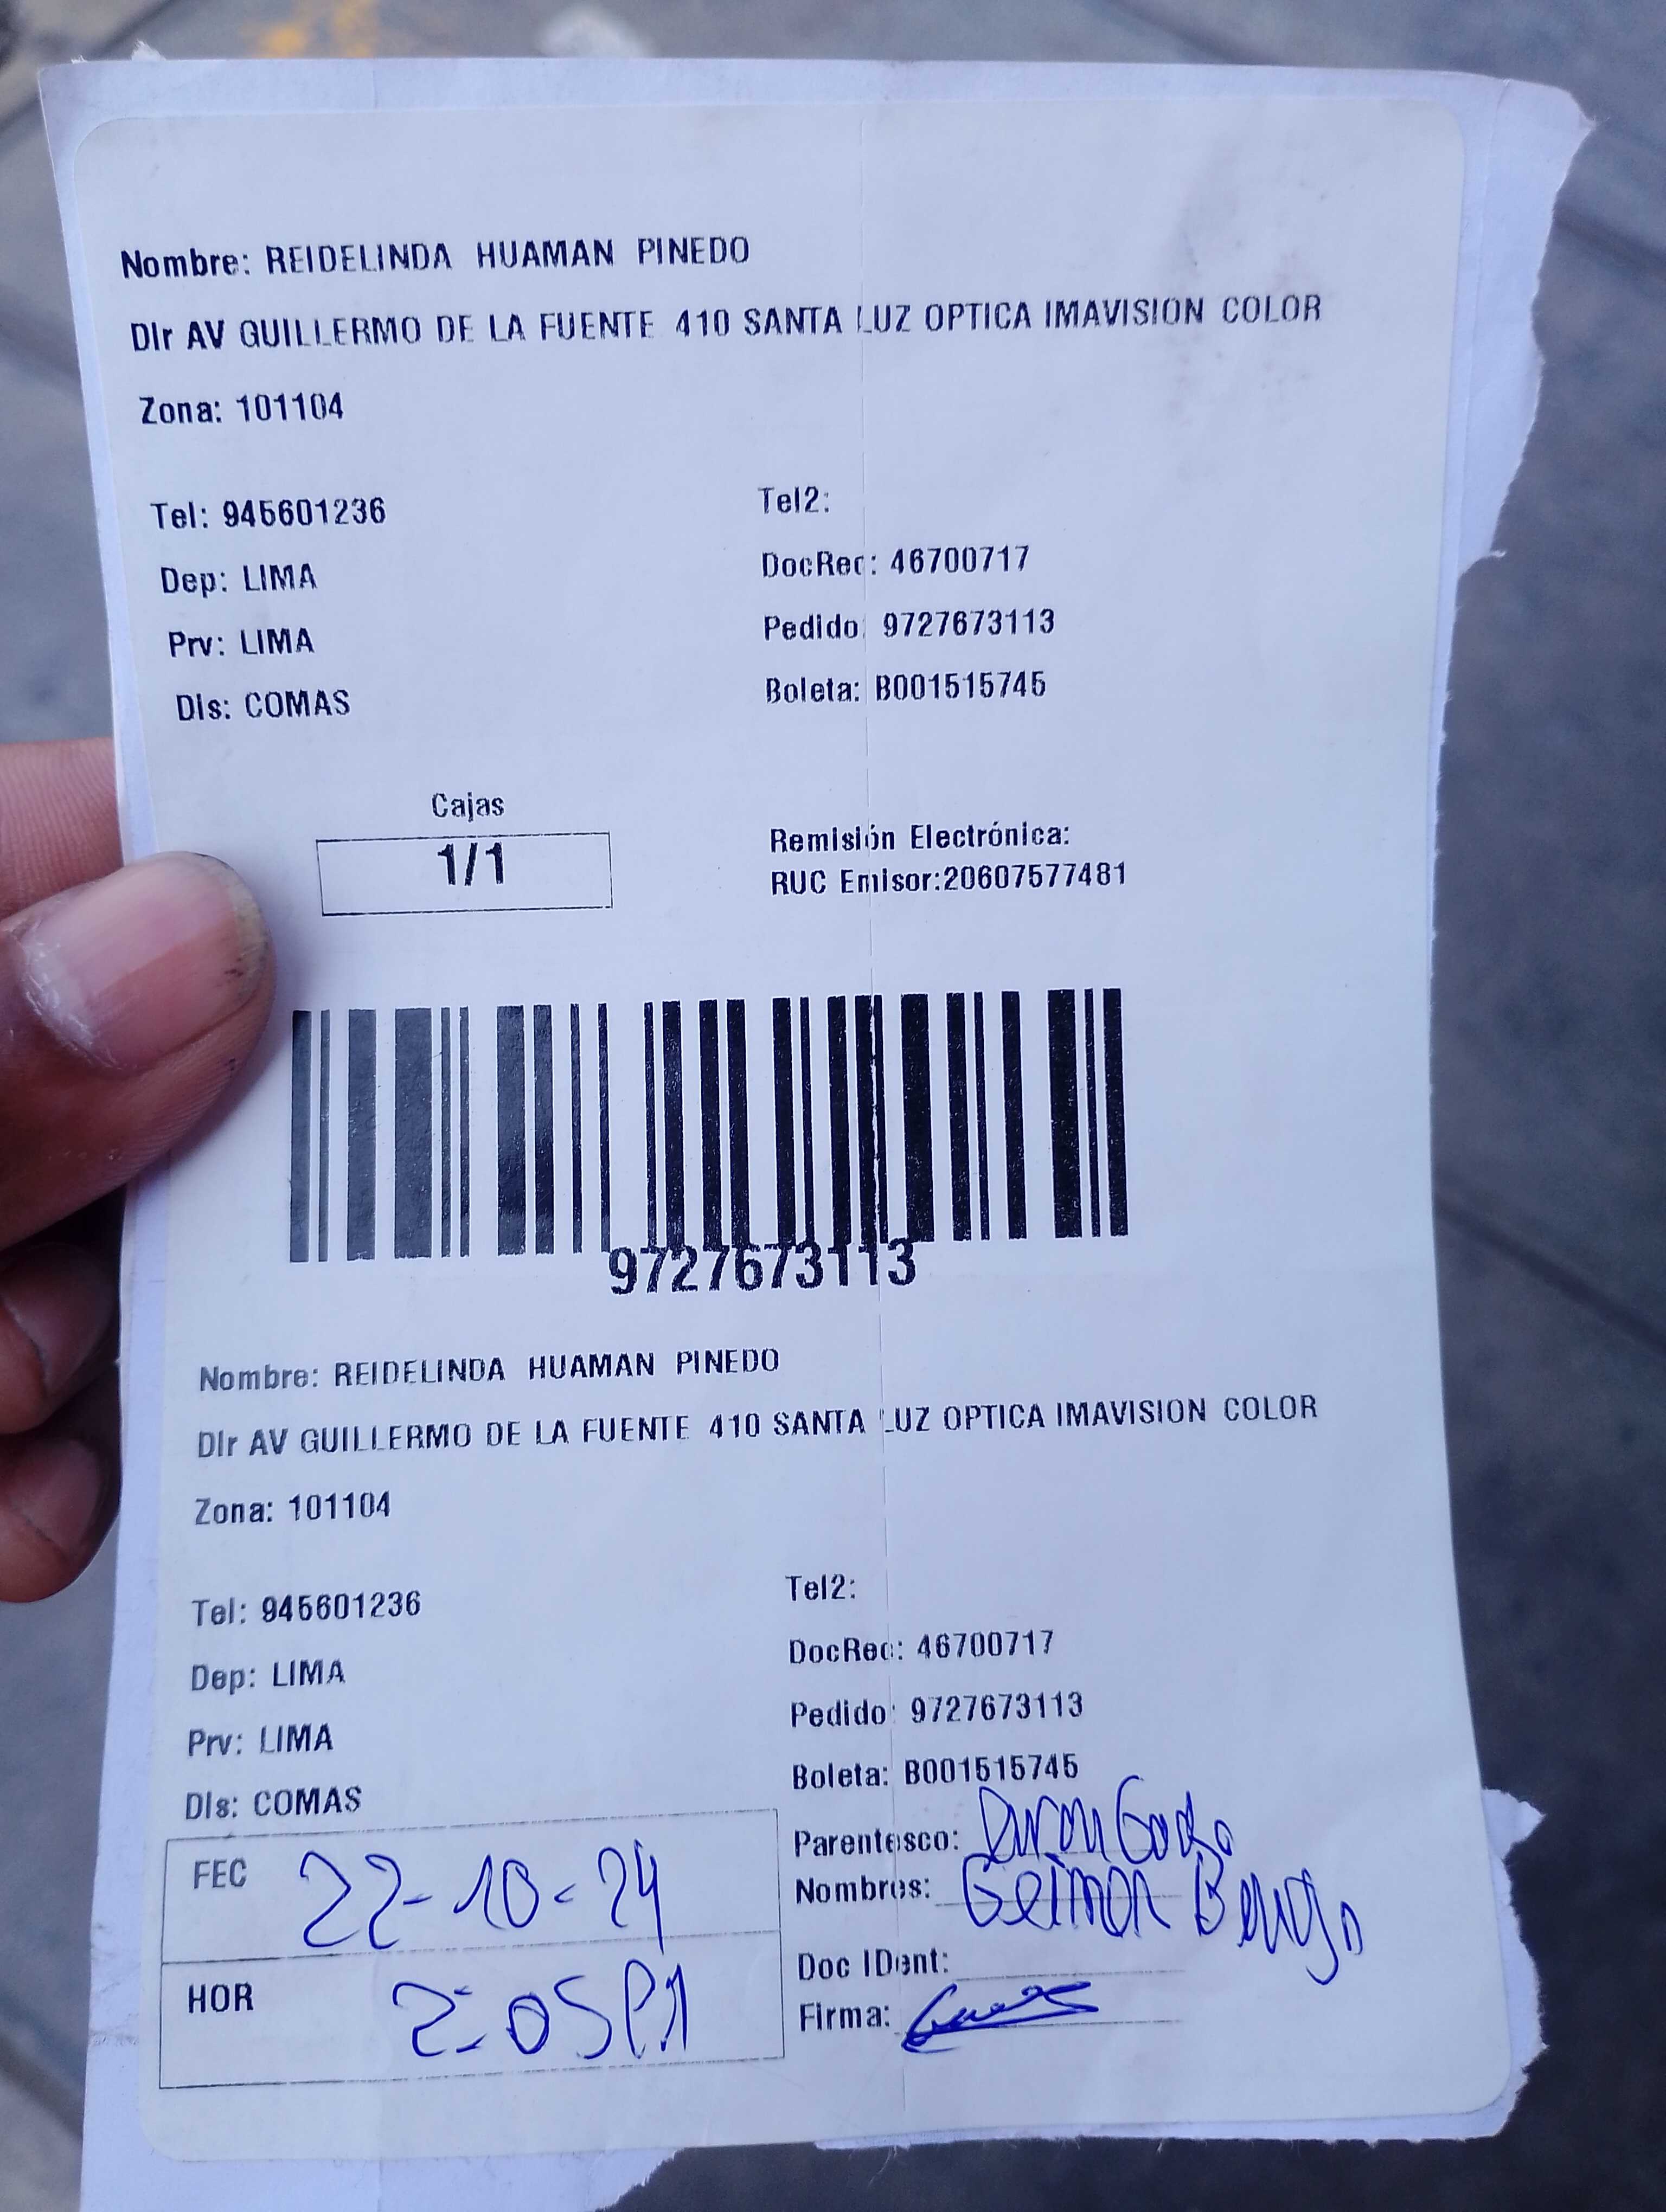 Nombre: REIDELINDA HUAMAN PINEDO
Dir AV GUILLERMO DE LA FUENTE 410 SANTA LUZ OPTICA IMAVISION COLOR
Zona: 101104
Tel: 945601236
Tel2:
Dep: LIMA
DocRec: 46700717
Prv: LIMA
Pedido: 9727673113
Dis: COMAS
Boleta: B001515745
Cajas
1/1
Remisión Electrónica:
RUC Emisor:20607577481
9727673113
Nombre: REIDELINDA HUAMAN PINEDO
Dir AV GUILLERMO DE LA FUENTE 410 SANTA LUZ OPTICA IMAVISION COLOR
Zona: 101104
Tel: 945601236
Tel2:
Dep: LIMA
DocRec: 46700717
Prv: LIMA
Pedido: 9727673113
Dis: COMAS
Boleta: B001515745
FEC 22-10-24
Parentesco:
Nombres:
HOR 2:05 PM
Doc IDent:
Firma: